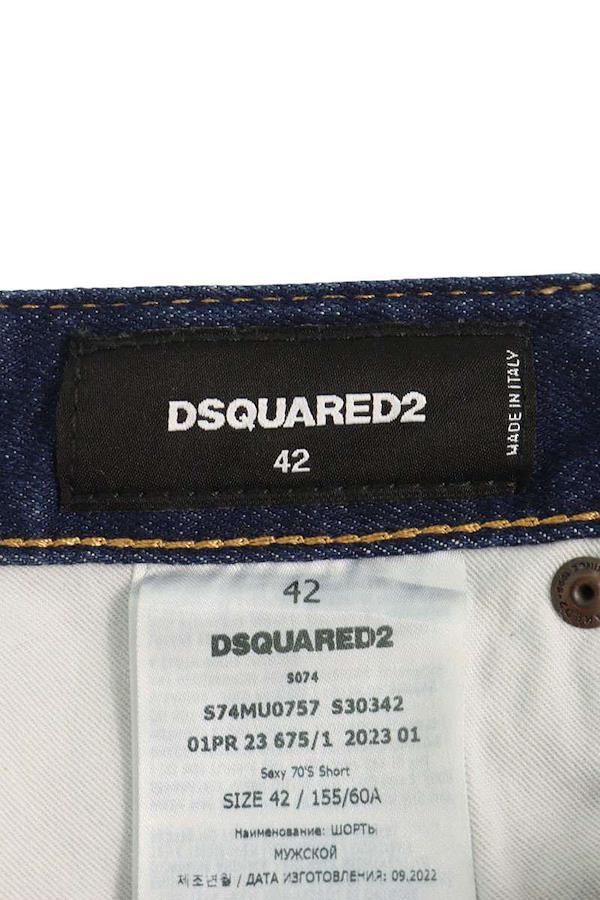 DSQUARED2
42
MADE IN ITALY
42
DSQUARED2
S074
S74MU0757 S30342
01PR 23 675/1 2023 01
Sexy 70'S Short
SIZE 42 / 155/60A
Наименование: ШОРТЫ
МУЖСКОЙ
제조년월 / ДАТА ИЗГОТОВЛЕНИЯ: 09.2022